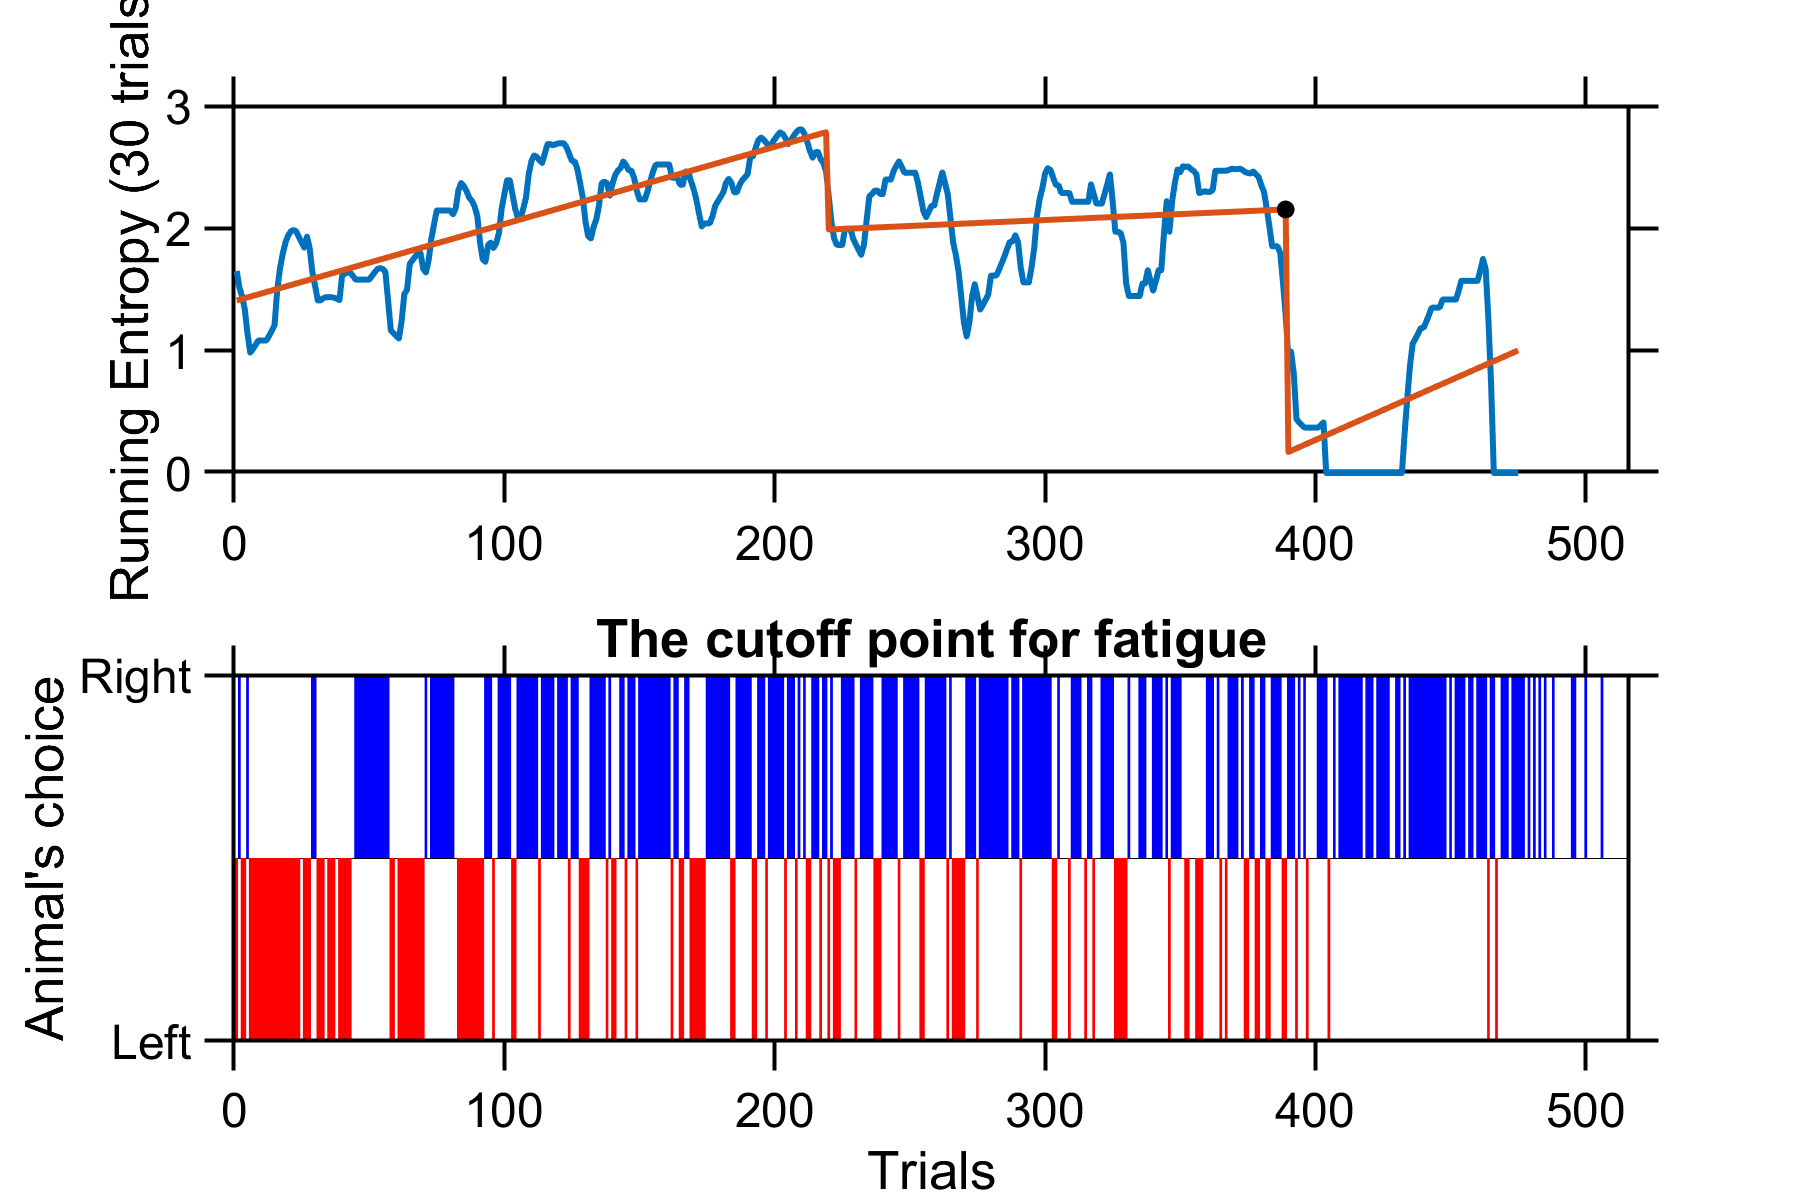 Running Entropy (30 trials
3
2
1
0
0 100 200 300 400 500
The cutoff point for fatigue
Animal's choice
Right
Left
0 100 200 300 400 500
Trials